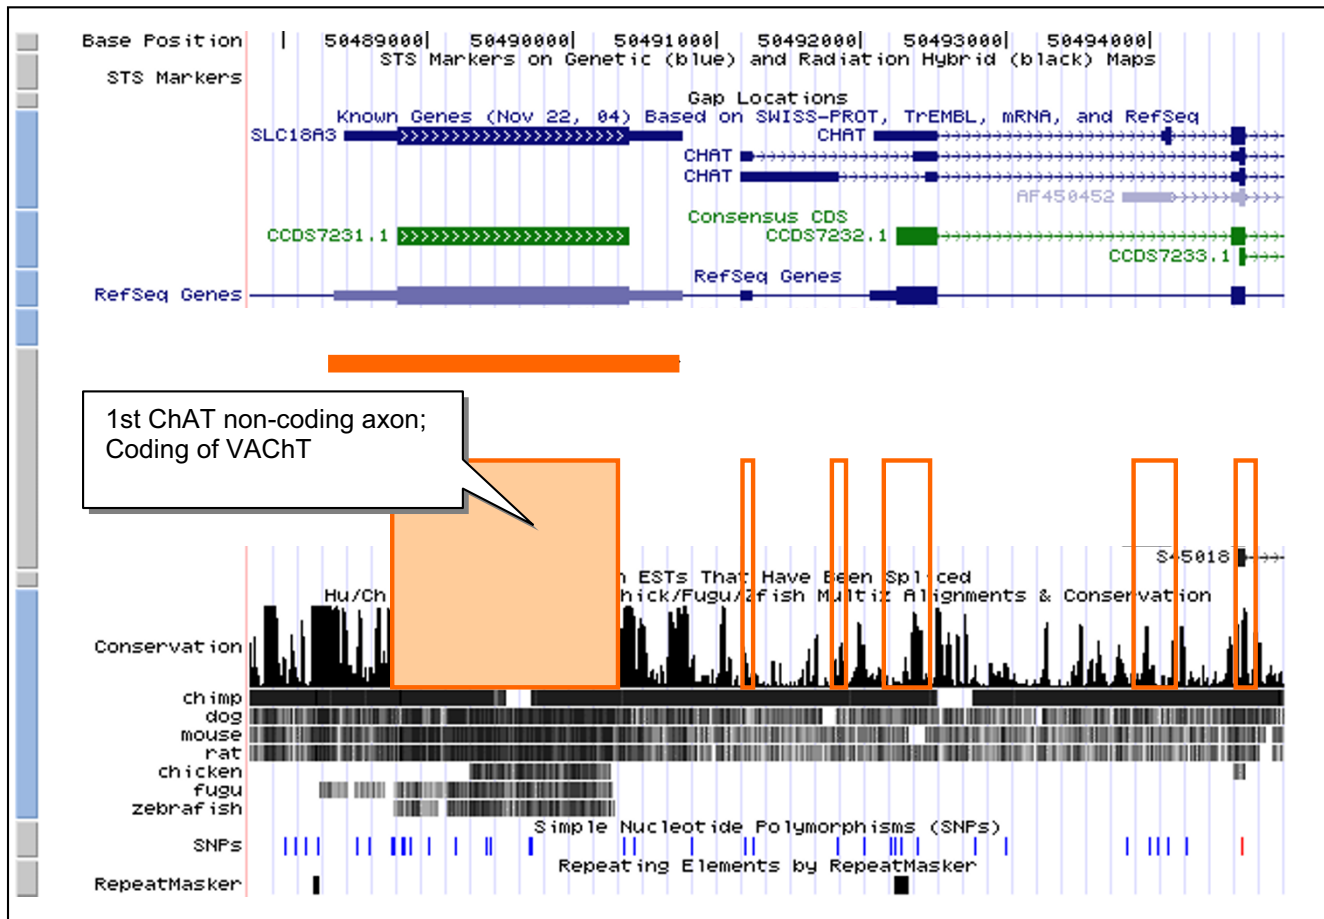 Base Position | 50489000| 50490000| 50491000| 50492000| 50493000| 50494000|
STS Markers on Genetic (blue) and Radiation Hybrid (black) Maps
STS Markers
Gap Locations
Known Genes (Nov 22, 04) Based on SWISS-PROT, TrEMBL, mRNA, and RefSeq
SLC18A3 CHAT
CHAT
CHAT
AF450452
Consensus CDS
CCDS7231.1 CCDS7232.1
CCDS7233.1
RefSeq Genes
RefSeq Genes
1st ChAT non-coding axon;
Coding of VAChT
S45018
n ESTs That Have Been Spliced
Hu/Ch hick/Fugu/Zfish Multiz Alignments & Conservation
Conservation
chimp
dog
mouse
rat
chicken
fugu
zebrafish
Simple Nucleotide Polymorphisms (SNPs)
SNPs
Repeating Elements by RepeatMasker
RepeatMasker